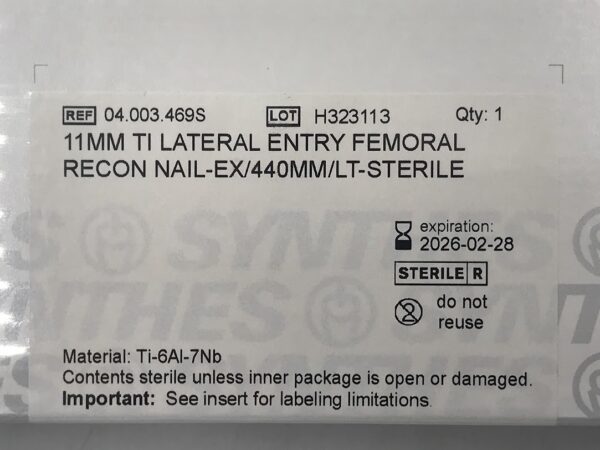 REF 04.003.469S LOT H323113 Qty: 1
11MM TI LATERAL ENTRY FEMORAL
RECON NAIL-EX/440MM/LT-STERILE
expiration:
2026-02-28
STERILE R
do not
reuse
Material: Ti-6Al-7Nb
Contents sterile unless inner package is open or damaged.
Important: See insert for labeling limitations.
SYNTHES
SYNTHES